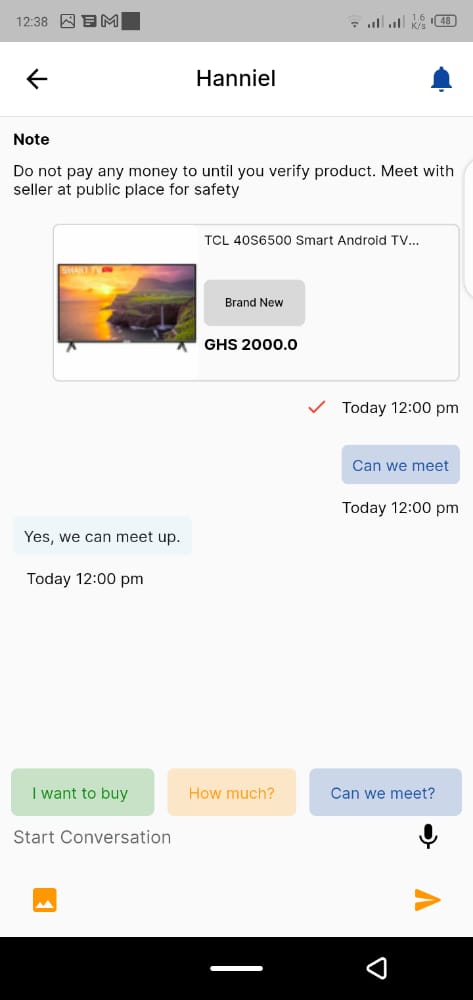 12:38
1.6
K/s
48
Hanniel
Note
Do not pay any money to until you verify product. Meet with
seller at public place for safety
SMART TV
TCL 40S6500 Smart Android TV...
Brand New
GHS 2000.0
Today 12:00 pm
Can we meet
Today 12:00 pm
Yes, we can meet up.
Today 12:00 pm
I want to buy
How much?
Can we meet?
Start Conversation